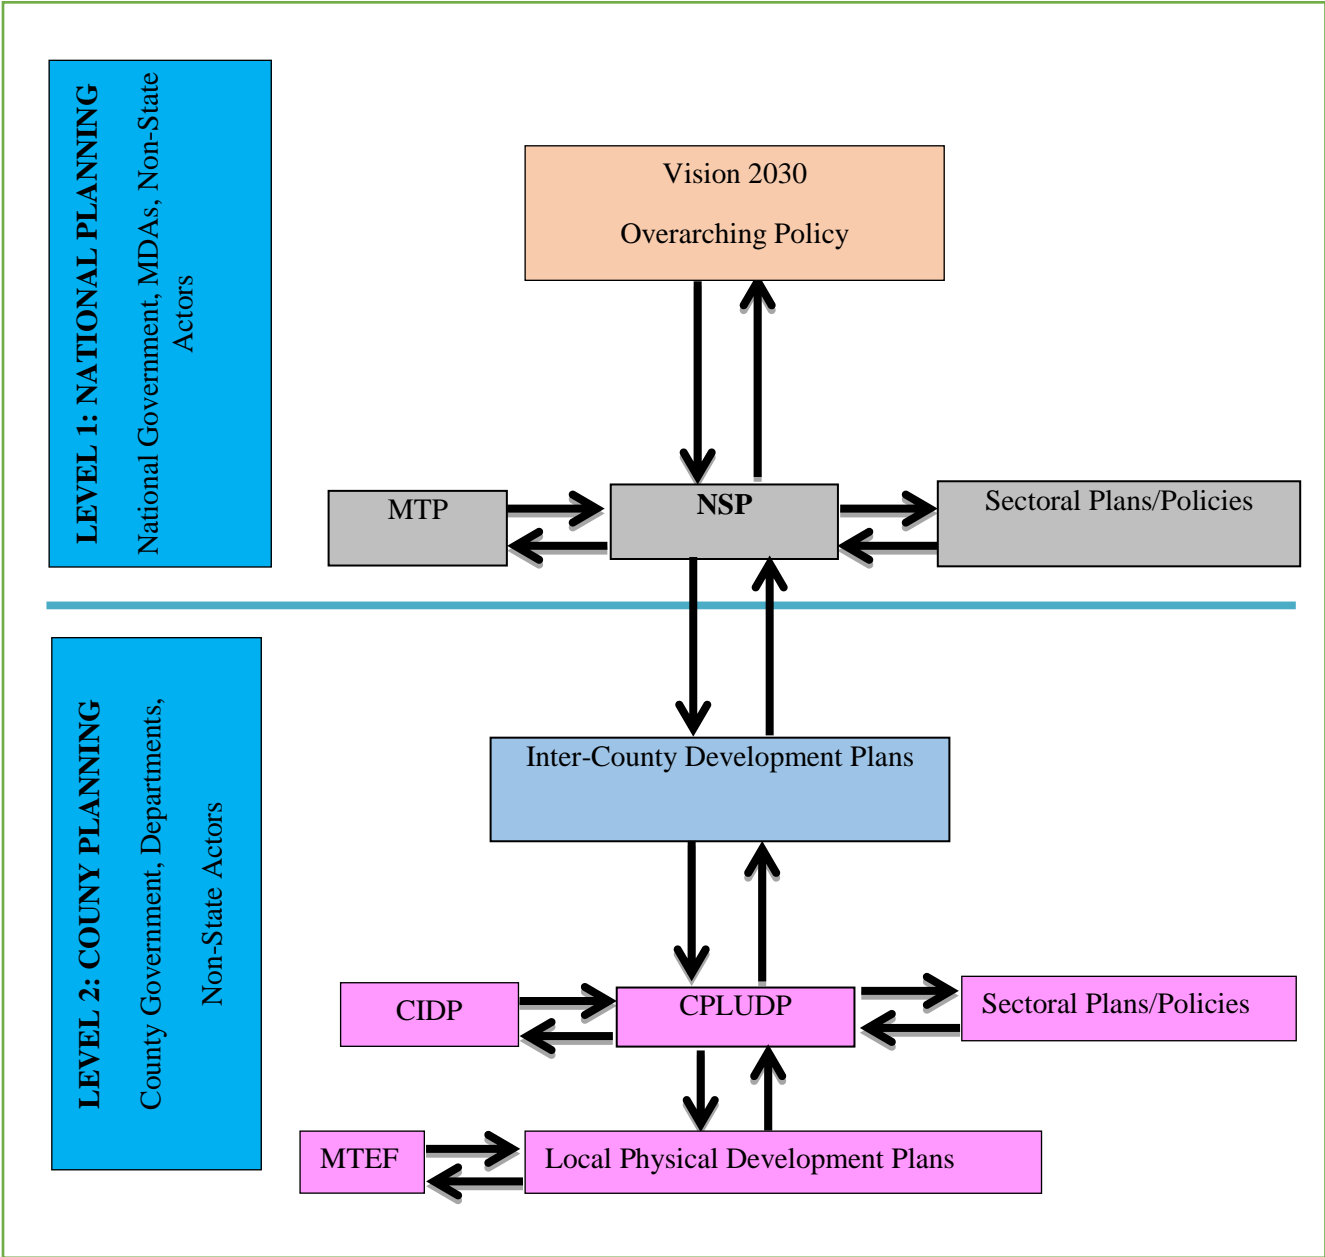 LEVEL 1: NATIONAL PLANNING
National Government, MDAs, Non-State
Actors
Vision 2030
Overarching Policy
MTP
NSP
Sectoral Plans/Policies
LEVEL 2: COUNY PLANNING
County Government, Departments,
Non-State Actors
Inter-County Development Plans
CIDP
CPLUDP
Sectoral Plans/Policies
MTEF
Local Physical Development Plans